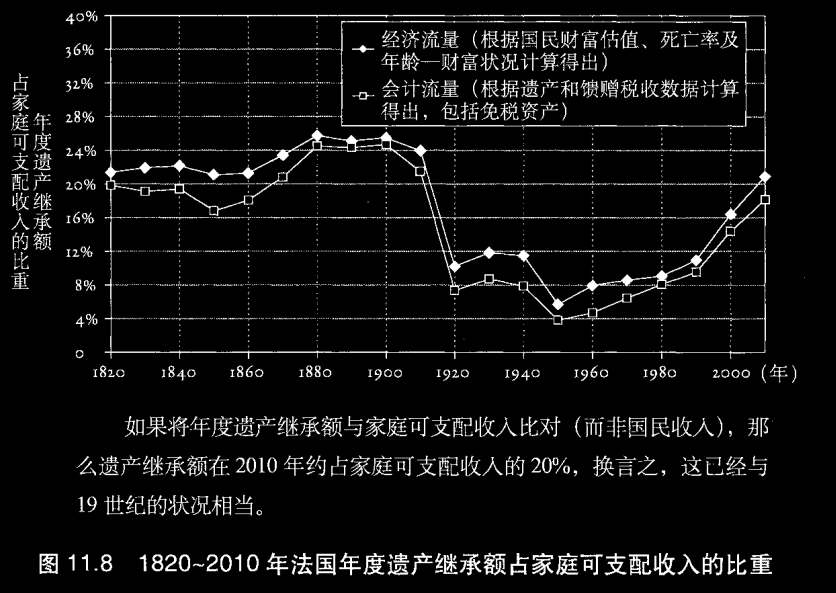 40%
36%
32%
28%
24%
20%
16%
12%
8%
4%
0
年度遗产继承额
占家庭可支配收入的比重
经济流量（根据国民财富估值、死亡率及
年龄—财富状况计算得出）
会计流量（根据遗产和馈赠税收数据计算
得出，包括免税资产）
1820 1840 1860 1880 1900 1920 1940 1960 1980 2000（年）
如果将年度遗产继承额与家庭可支配收入比对（而非国民收入），那
么遗产继承额在 2010 年约占家庭可支配收入的 20%，换言之，这已经与
19 世纪的状况相当。
图 11.8 1820~2010 年法国年度遗产继承额占家庭可支配收入的比重